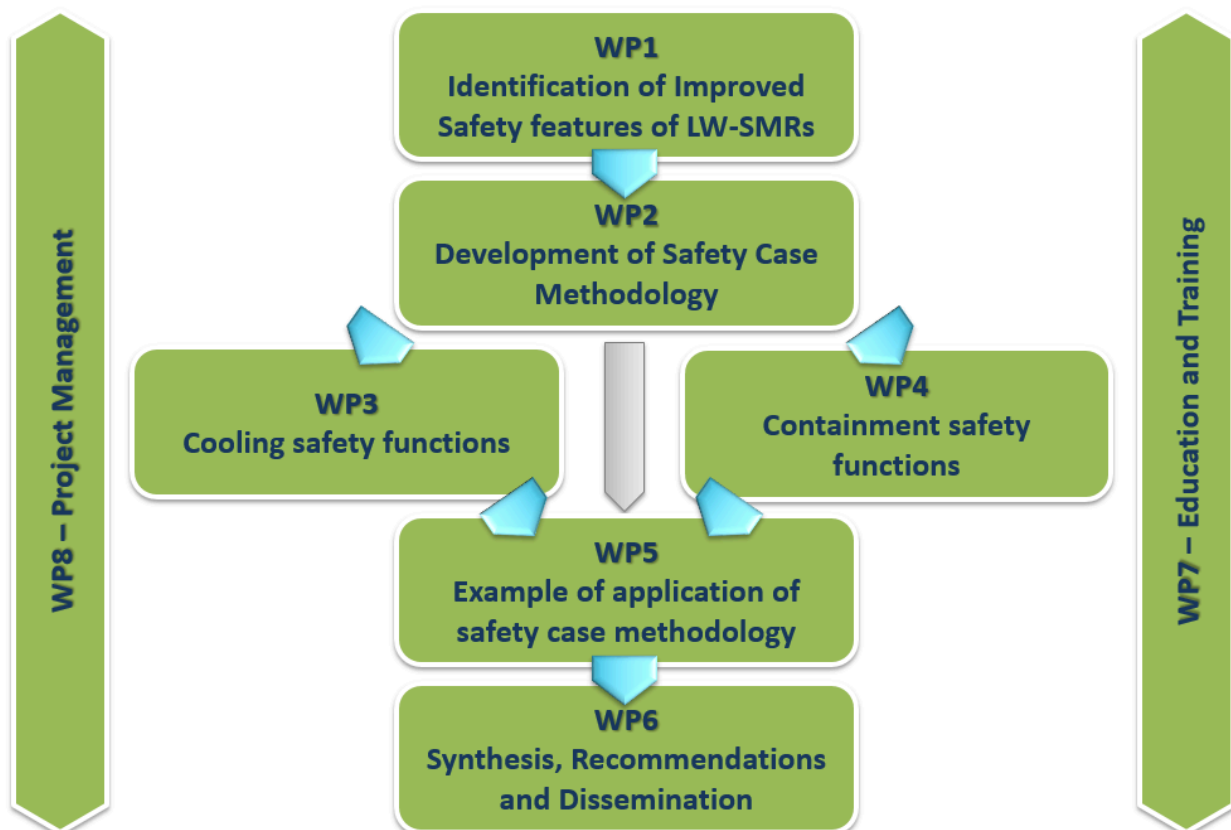 WP8 – Project Management
WP1
Identification of Improved
Safety features of LW-SMRs
WP2
Development of Safety Case
Methodology
WP3
Cooling safety functions
WP4
Containment safety
functions
WP5
Example of application of
safety case methodology
WP6
Synthesis, Recommendations
and Dissemination
WP7 – Education and Training